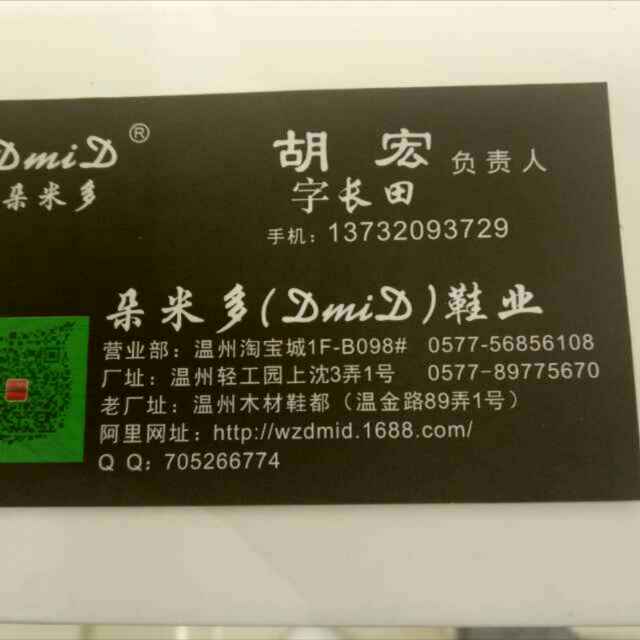 DmiD®
朵米多
胡 宏 负责人
字长田
手机：13732093729
朵米多(DmiD)鞋业
营业部：温州淘宝城1F-B098# 0577-56856108
厂址：温州轻工园上沈3弄1号 0577-89775670
老厂址：温州木材鞋都（温金路89弄1号）
阿里网址：http://wzdmid.1688.com/
Q Q：705266774